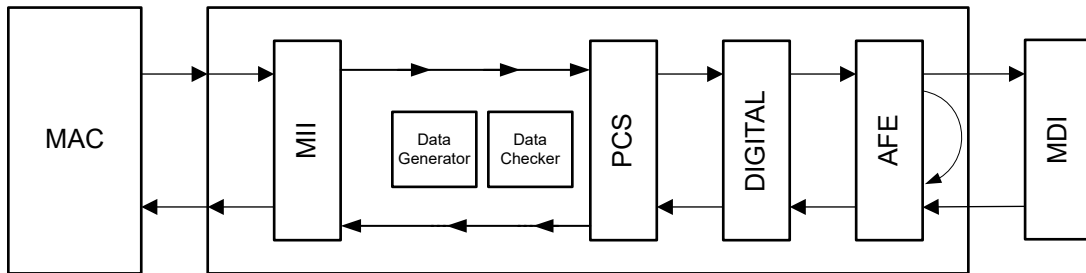 MAC
MII
Data
Generator
Data
Checker
PCS
DIGITAL
AFE
MDI